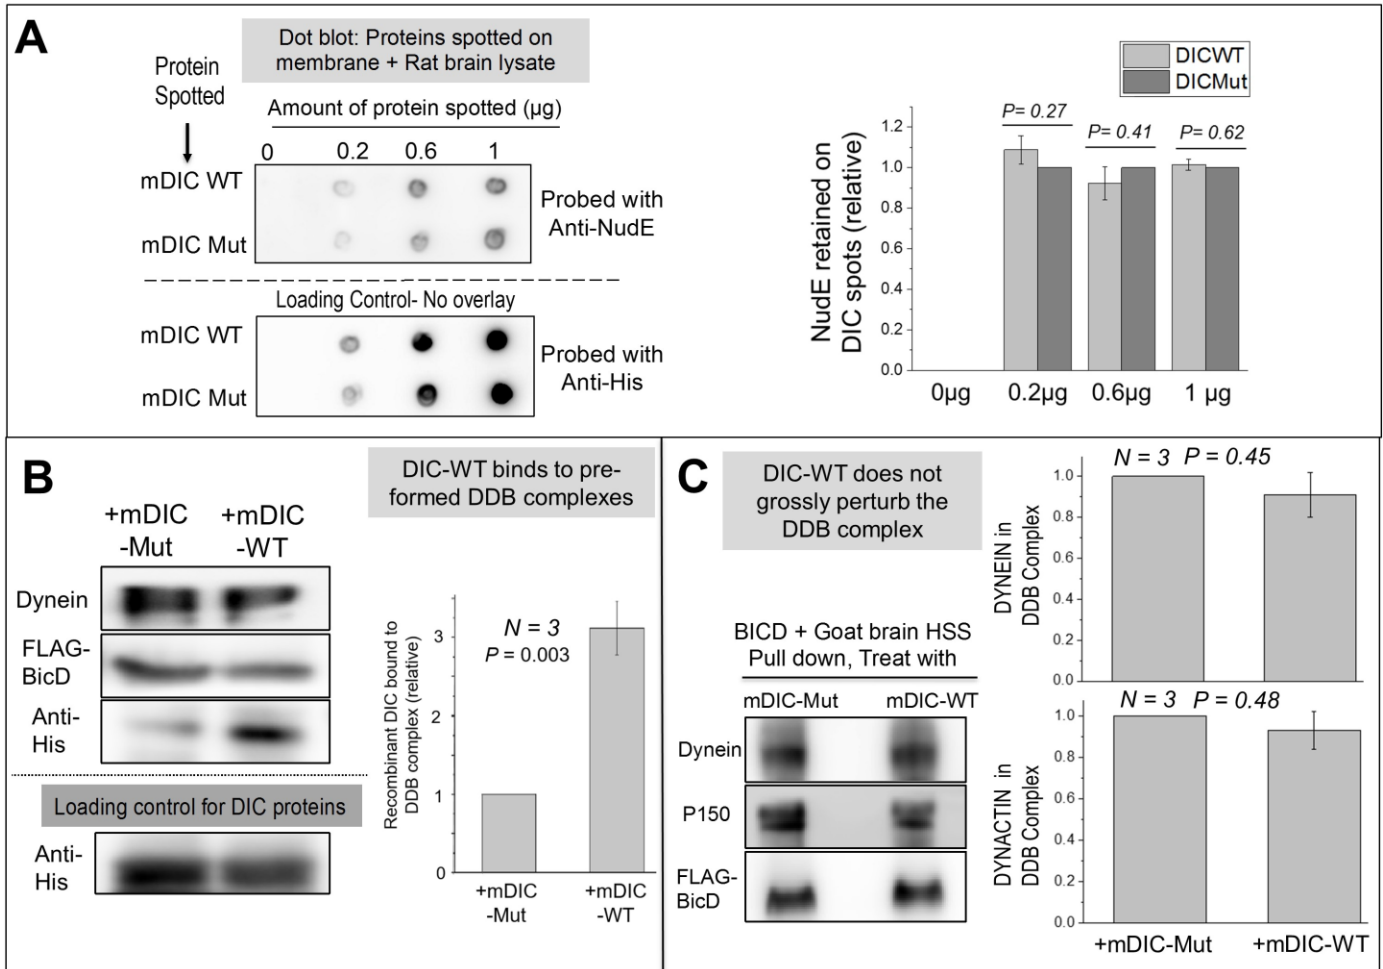 A
Dot blot: Proteins spotted on
membrane + Rat brain lysate
Protein
Spotted
Amount of protein spotted (µg)
0 0.2 0.6 1
mDIC WT
mDIC Mut
Probed with
Anti-NudE
Loading Control- No overlay
mDIC WT
mDIC Mut
Probed with
Anti-His
DICWT
DICMut
P= 0.27
P= 0.41
P= 0.62
NudE retained on
DIC spots (relative)
1.2
1.0
0.8
0.6
0.4
0.2
0.0
0µg 0.2µg 0.6µg 1 µg
B
DIC-WT binds to pre-
formed DDB complexes
+mDIC
-Mut
+mDIC
-WT
Dynein
FLAG-
BicD
Anti-
His
Loading control for DIC proteins
Anti-
His
Recombinant DIC bound to
DDB complex (relative)
N = 3
P = 0.003
3
2
1
0
+mDIC
-Mut
+mDIC
-WT
C
DIC-WT does not
grossly perturb the
DDB complex
BICD + Goat brain HSS
Pull down, Treat with
mDIC-Mut mDIC-WT
Dynein
P150
FLAG-
BicD
N = 3 P = 0.45
DYNEIN in
DDB Complex
1.0
0.8
0.6
0.4
0.2
0.0
N = 3 P = 0.48
DYNACTIN in
DDB Complex
1.0
0.8
0.6
0.4
0.2
0.0
+mDIC-Mut +mDIC-WT